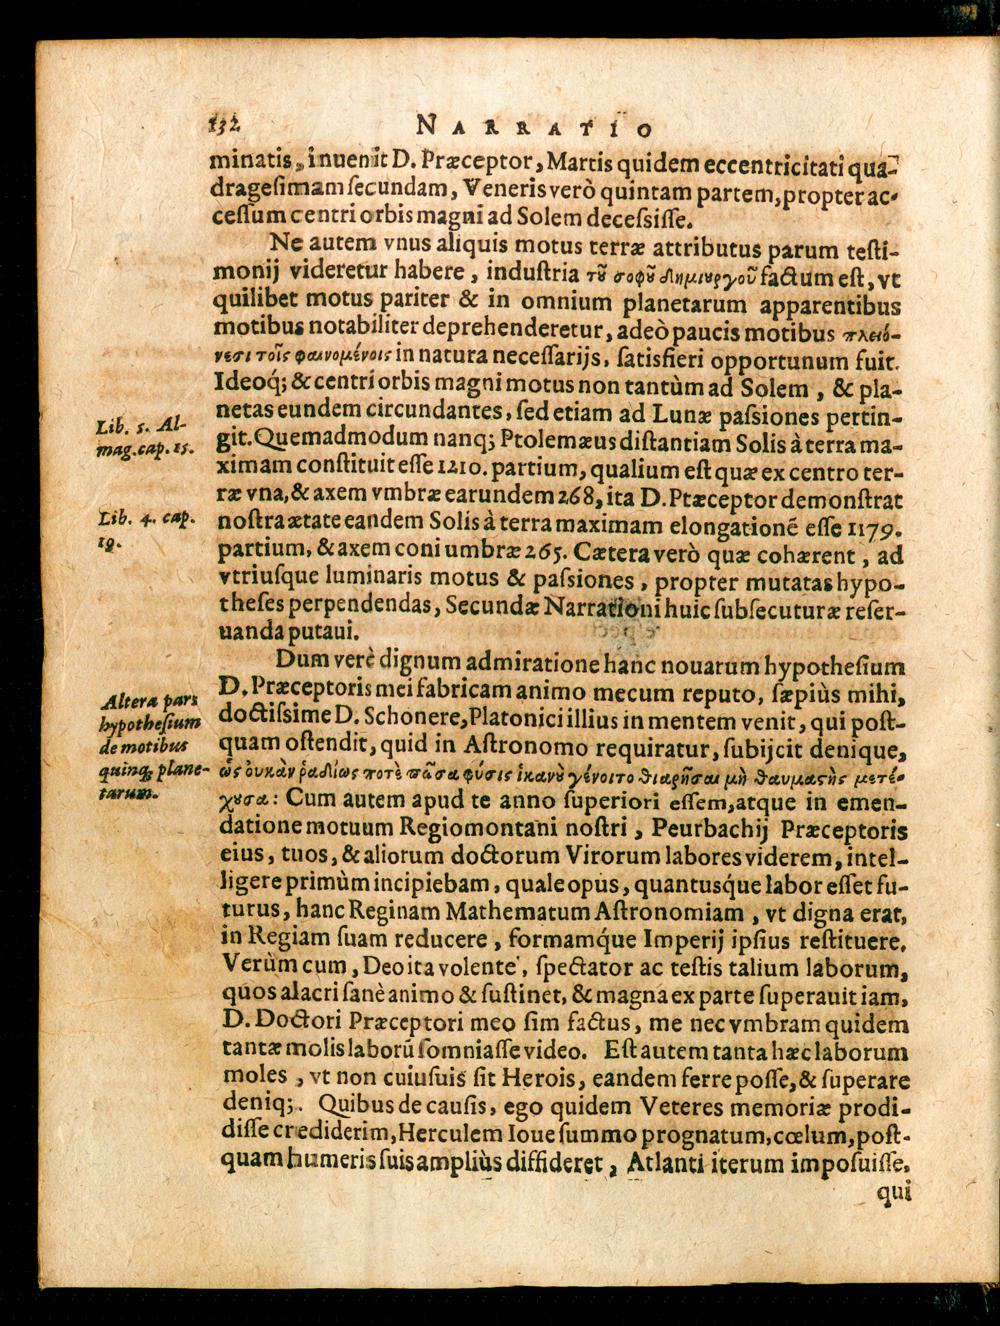 132 NARRATIO
minatis, inuenit D. Præceptor, Martis quidem eccentricitati qua-
drageſimam ſecundam, Veneris verò quintam partem, propter ac-
ceſſum centri orbis magni ad Solem deceſsiſſe.
Ne autem vnus aliquis motus terræ attributus parum teſti-
monij videretur habere, induſtria τοῦ σοφοῦ δημιουργοῦ factum eſt, vt
quilibet motus pariter & in omnium planetarum apparentibus
motibus notabiliter deprehenderetur, adeò paucis motibus πλειό-
νεσι τοῖς φαινομένοις in natura neceſſarijs, ſatisfieri opportunum fuit.
Ideoq́; & centri orbis magni motus non tantùm ad Solem, & pla-
netas eundem circundantes, ſed etiam ad Lunæ paſsiones pertin-
Lib. 5. Al-
mag. cap. 15.
git. Quemadmodum nanq; Ptolemæus diſtantiam Solis à terra ma-
ximam conſtituit eſſe 1210. partium, qualium eſt quæ ex centro ter-
ræ vna, & axem vmbræ earundem 268, ita D. Ptæceptor demonſtrat
Lib. 4. cap.
19.
noſtra ætate eandem Solis à terra maximam elongationẽ eſſe 1179.
partium, & axem coni umbræ 265. Cætera verò quæ cohærent, ad
vtriuſque luminaris motus & paſsiones, propter mutatas hypo-
theſes perpendendas, Secundæ Narrationi huic ſubſecuturæ reſer-
uanda putaui.
Dum verè dignum admiratione hanc nouarum hypotheſium
Altera pars
hypotheſium
de motibus
quinq; plane-
tarum.
D. Præceptoris mei fabricam animo mecum reputo, ſæpiùs mihi,
doctiſsime D. Schonere, Platonici illius in mentem venit, qui poſt-
quam oſtendit, quid in Aſtronomo requiratur, ſubijcit denique,
ὡς οὐκ ἂν ῥαδίως ποτὲ πᾶσα φύσις ἱκανὴ γένοιτο θεωρῆσαι μὴ θαυμαςῆς μετέ-
χουσα: Cum autem apud te anno ſuperiori eſſem, atque in emen-
datione motuum Regiomontani noſtri, Peurbachij Præceptoris
eius, tuos, & aliorum doctorum Virorum labores viderem, intel-
ligere primùm incipiebam, quale opus, quantusq́ue labor eſſet fu-
turus, hanc Reginam Mathematum Aſtronomiam, vt digna erat,
in Regiam ſuam reducere, formamq́ue Imperij ipſius reſtituere.
Verùm cum, Deo ita volente, ſpectator ac teſtis talium laborum,
quos alacri ſanè animo & ſuſtinet, & magna ex parte ſuperauit iam,
D. Doctori Præceptori meo ſim factus, me nec vmbram quidem
tantæ molis laborũ ſomniaſſe video. Eſt autem tanta hæc laborum
moles, vt non cuiuſuis ſit Herois, eandem ferre poſſe, & ſuperare
deniq;. Quibus de cauſis, ego quidem Veteres memoriæ prodi-
diſſe crediderim, Herculem Ioue ſummo prognatum, cœlum, poſt-
quam humeris ſuis ampliùs diffideret, Atlanti iterum impoſuiſſe,
qui